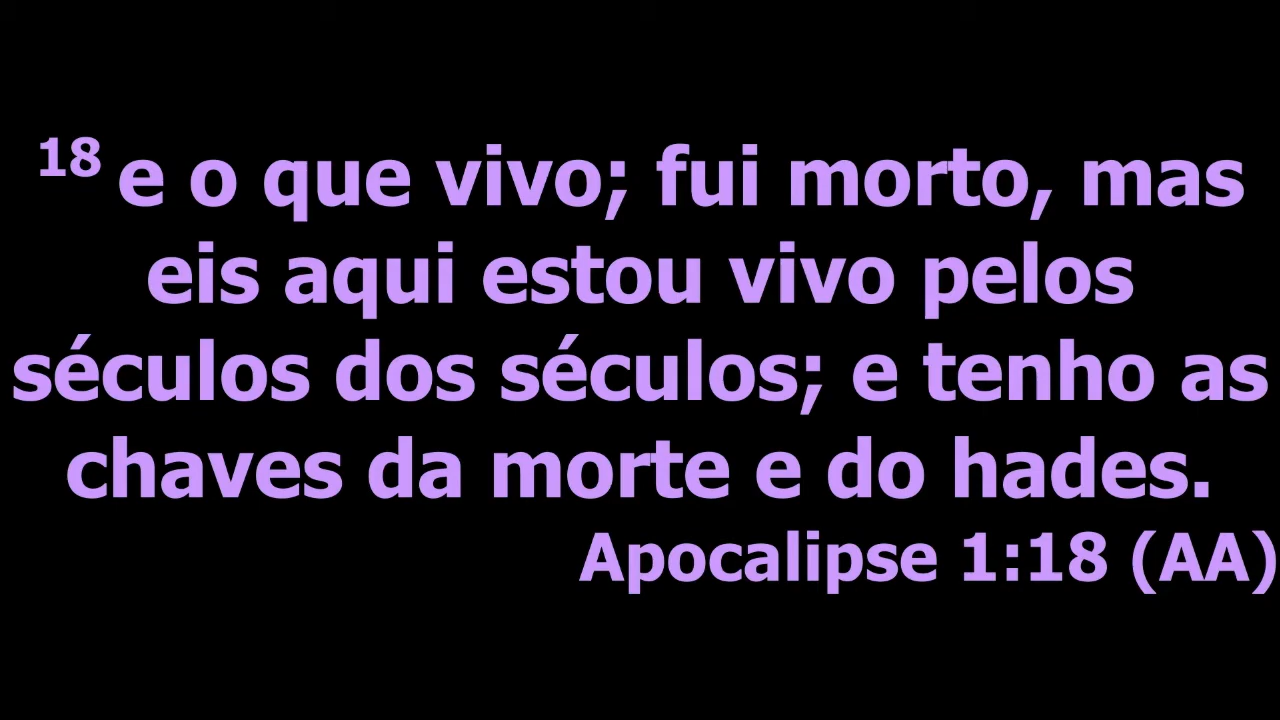 18 e o que vivo; fui morto, mas
eis aqui estou vivo pelos
séculos dos séculos; e tenho as
chaves da morte e do hades.
Apocalipse 1:18 (AA)